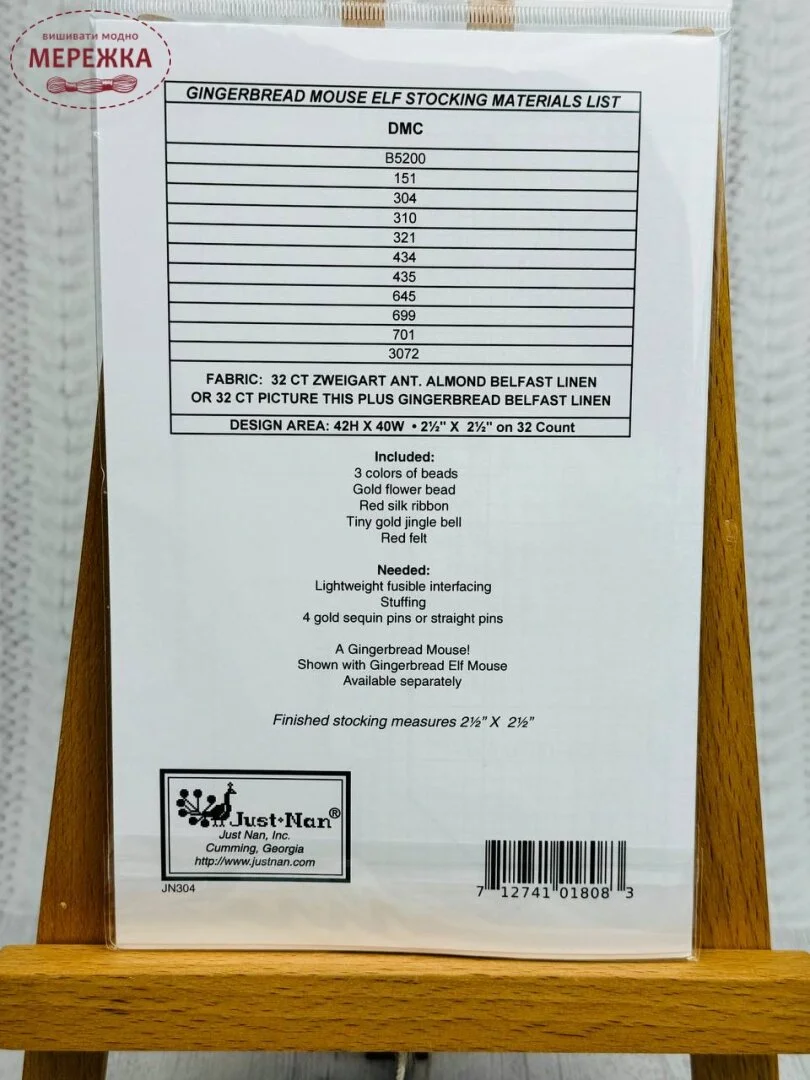 вишивати модно
МЕРЕЖКА
GINGERBREAD MOUSE ELF STOCKING MATERIALS LIST
DMC
B5200
151
304
310
321
434
435
645
699
701
3072
FABRIC: 32 CT ZWEIGART ANT. ALMOND BELFAST LINEN
OR 32 CT PICTURE THIS PLUS GINGERBREAD BELFAST LINEN
DESIGN AREA: 42H X 40W • 2½" X 2½" on 32 Count
Included:
3 colors of beads
Gold flower bead
Red silk ribbon
Tiny gold jingle bell
Red felt
Needed:
Lightweight fusible interfacing
Stuffing
4 gold sequin pins or straight pins
A Gingerbread Mouse!
Shown with Gingerbread Elf Mouse
Available separately
Finished stocking measures 2½" X 2½"
Just•Nan®
Just Nan, Inc.
Cumming, Georgia
http://www.justnan.com
JN304
7 12741 01808 3